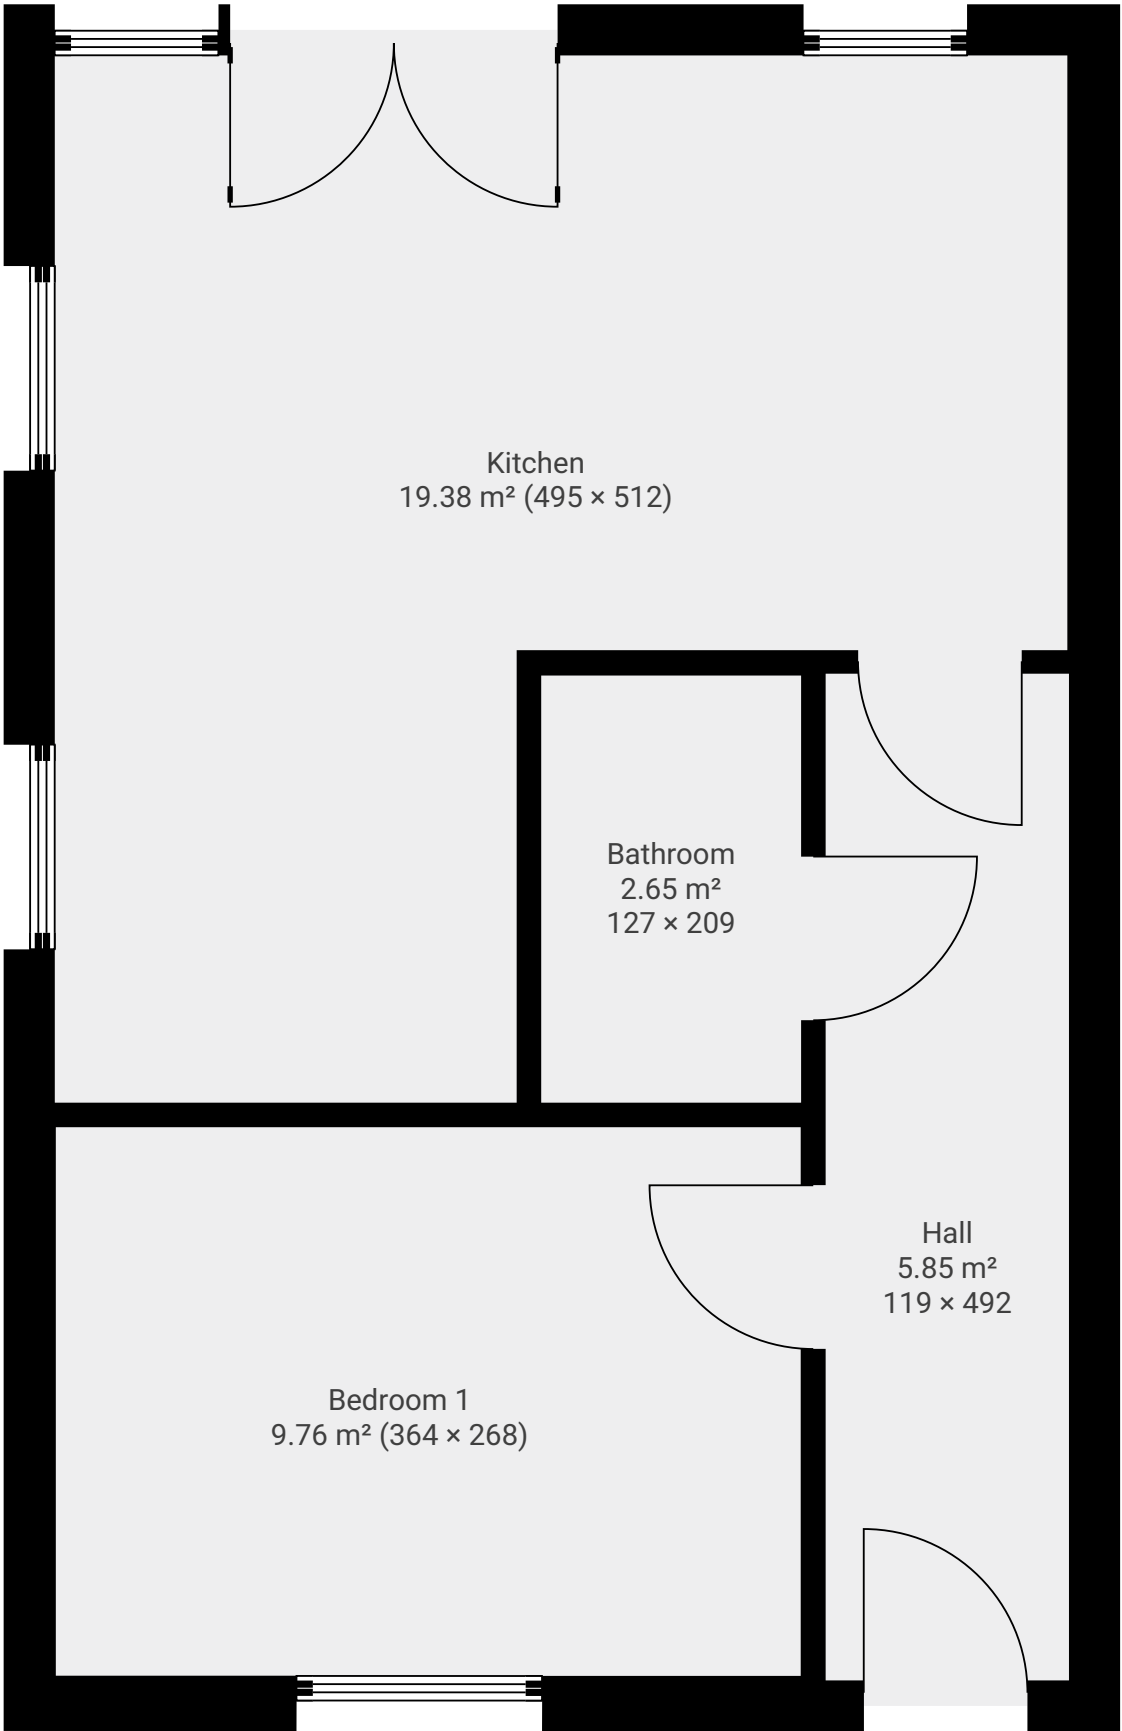 Kitchen
19.38 m² (495 × 512)
Bathroom
2.65 m²
127 × 209
Hall
5.85 m²
119 × 492
Bedroom 1
9.76 m² (364 × 268)